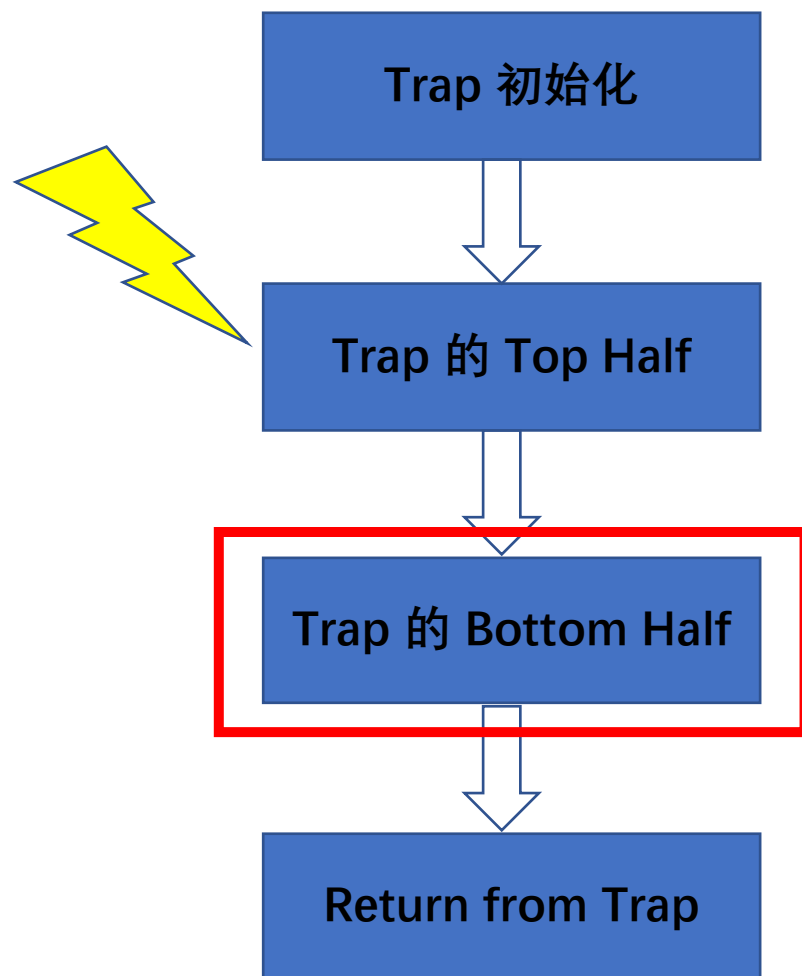 Trap 初始化
Trap 的 Top Half
Trap 的 Bottom Half
Return from Trap